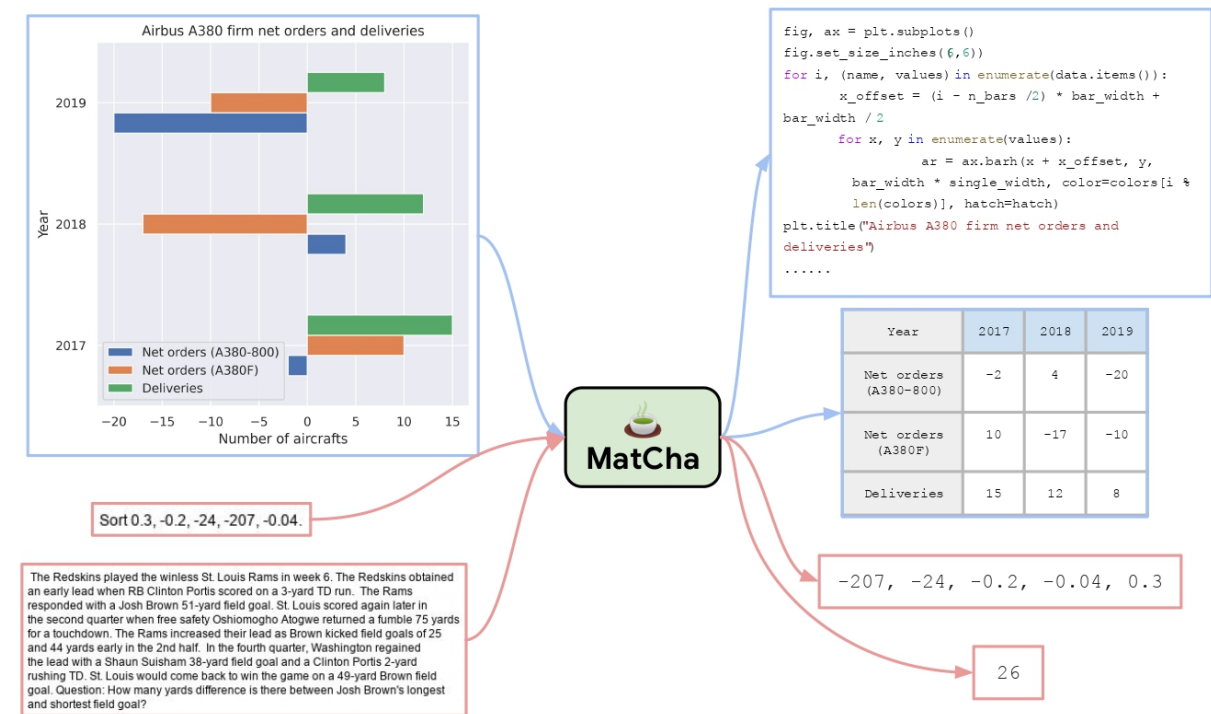 Airbus A380 firm net orders and deliveries
2019
2018
2017
Year
Net orders (A380-800)
Net orders (A380F)
Deliveries
−20 −15 −10 −5 0 5 10 15
Number of aircrafts
Sort 0.3, -0.2, -24, -207, -0.04.
The Redskins played the winless St. Louis Rams in week 6. The Redskins obtained
an early lead when RB Clinton Portis scored on a 3-yard TD run. The Rams
responded with a Josh Brown 51-yard field goal. St. Louis scored again later in
the second quarter when free safety Oshiomogho Atogwe returned a fumble 75 yards
for a touchdown. The Rams increased their lead as Brown kicked field goals of 25
and 44 yards early in the 2nd half. In the fourth quarter, Washington regained
the lead with a Shaun Suisham 38-yard field goal and a Clinton Portis 2-yard
rushing TD. St. Louis would come back to win the game on a 49-yard Brown field
goal. Question: How many yards difference is there between Josh Brown's longest
and shortest field goal?
MatCha
fig, ax = plt.subplots()
fig.set_size_inches(6,6))
for i, (name, values) in enumerate(data.items()):
x_offset = (i - n_bars /2) * bar_width +
bar_width / 2
for x, y in enumerate(values):
ar = ax.barh(x + x_offset, y,
bar_width * single_width, color=colors[i %
len(colors)], hatch=hatch)
plt.title("Airbus A380 firm net orders and
deliveries")
......
Year 2017 2018 2019
Net orders
(A380-800)
-2 4 -20
Net orders
(A380F)
10 -17 -10
Deliveries 15 12 8
-207, -24, -0.2, -0.04, 0.3
26